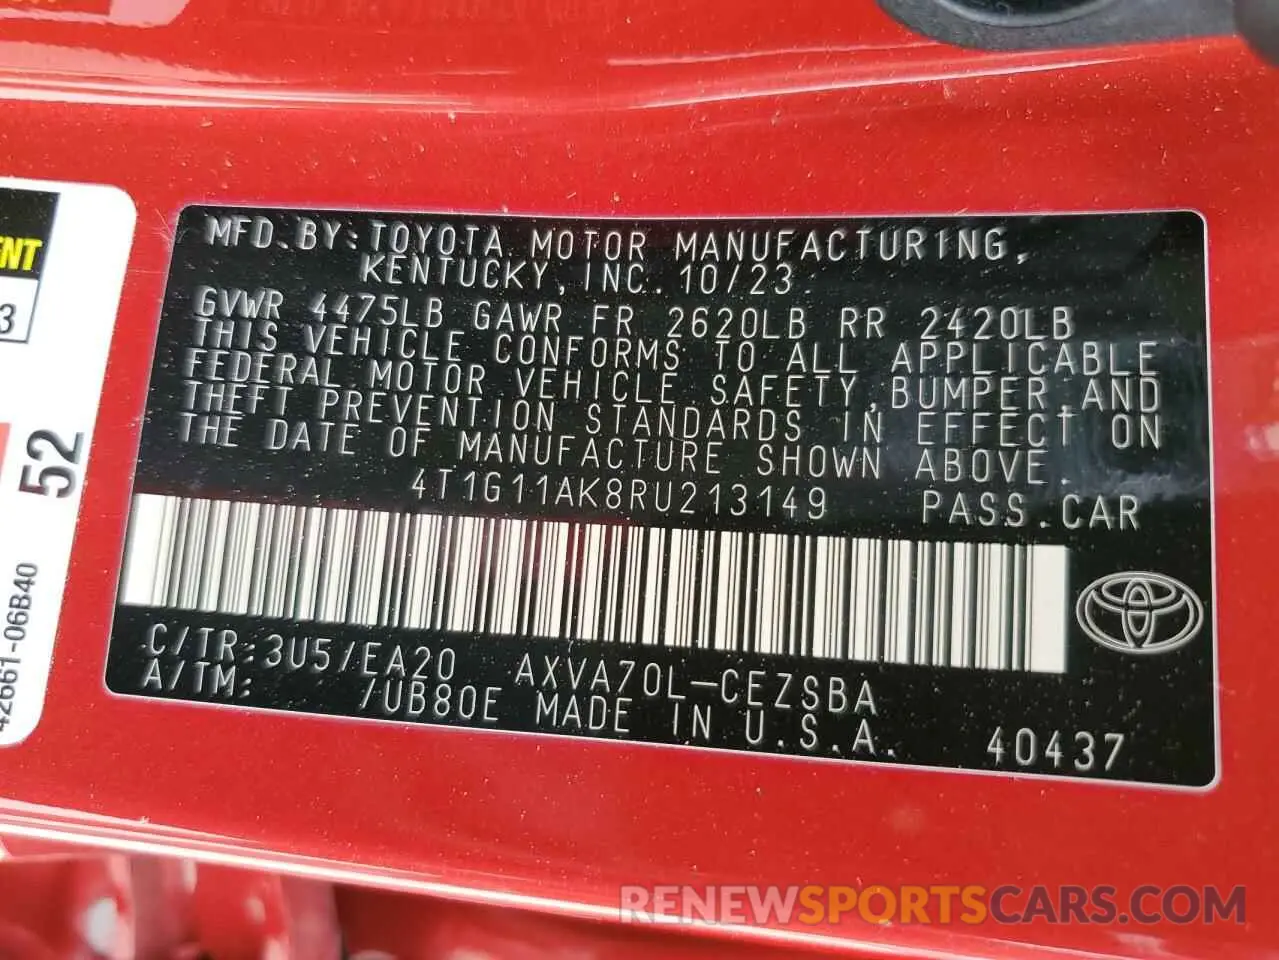 MFD.BY:TOYOTA MOTOR MANUFACTURING,
KENTUCKY,INC. 10/23
GVWR 4475LB GAWR FR 2620LB RR 2420LB
THIS VEHICLE CONFORMS TO ALL APPLICABLE
FEDERAL MOTOR VEHICLE SAFETY,BUMPER,AND
THEFT PREVENTION STANDARDS IN EFFECT ON
THE DATE OF MANUFACTURE SHOWN ABOVE.
4T1G11AK8RU213149 PASS.CAR
C/TR:3U5/EA20 AXVA70L-CEZSBA
A/TM: /UB80E MADE IN U.S.A. 40437
52
42661-06B40
RENEWSPORTSCARS.COM